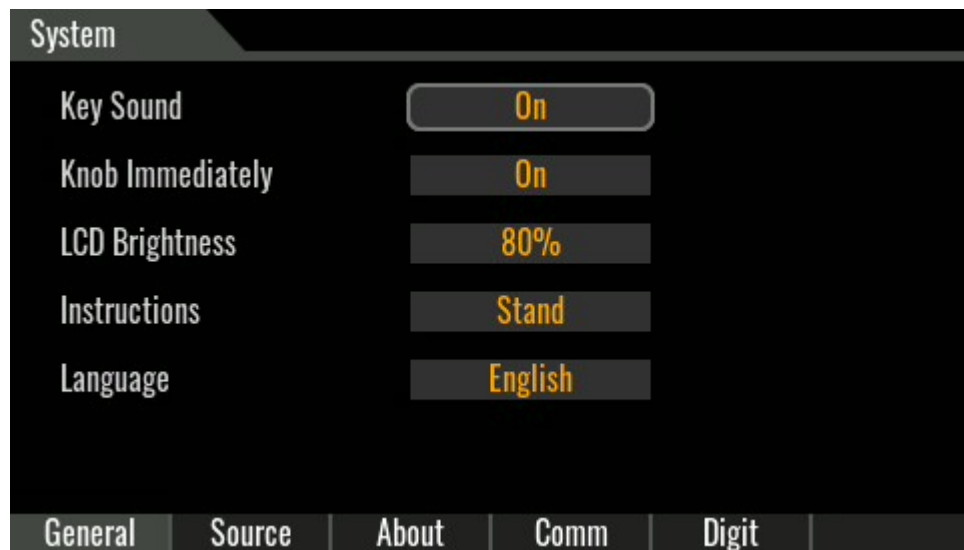 System
Key Sound On
Knob Immediately On
LCD Brightness 80%
Instructions Stand
Language English
General Source About Comm Digit